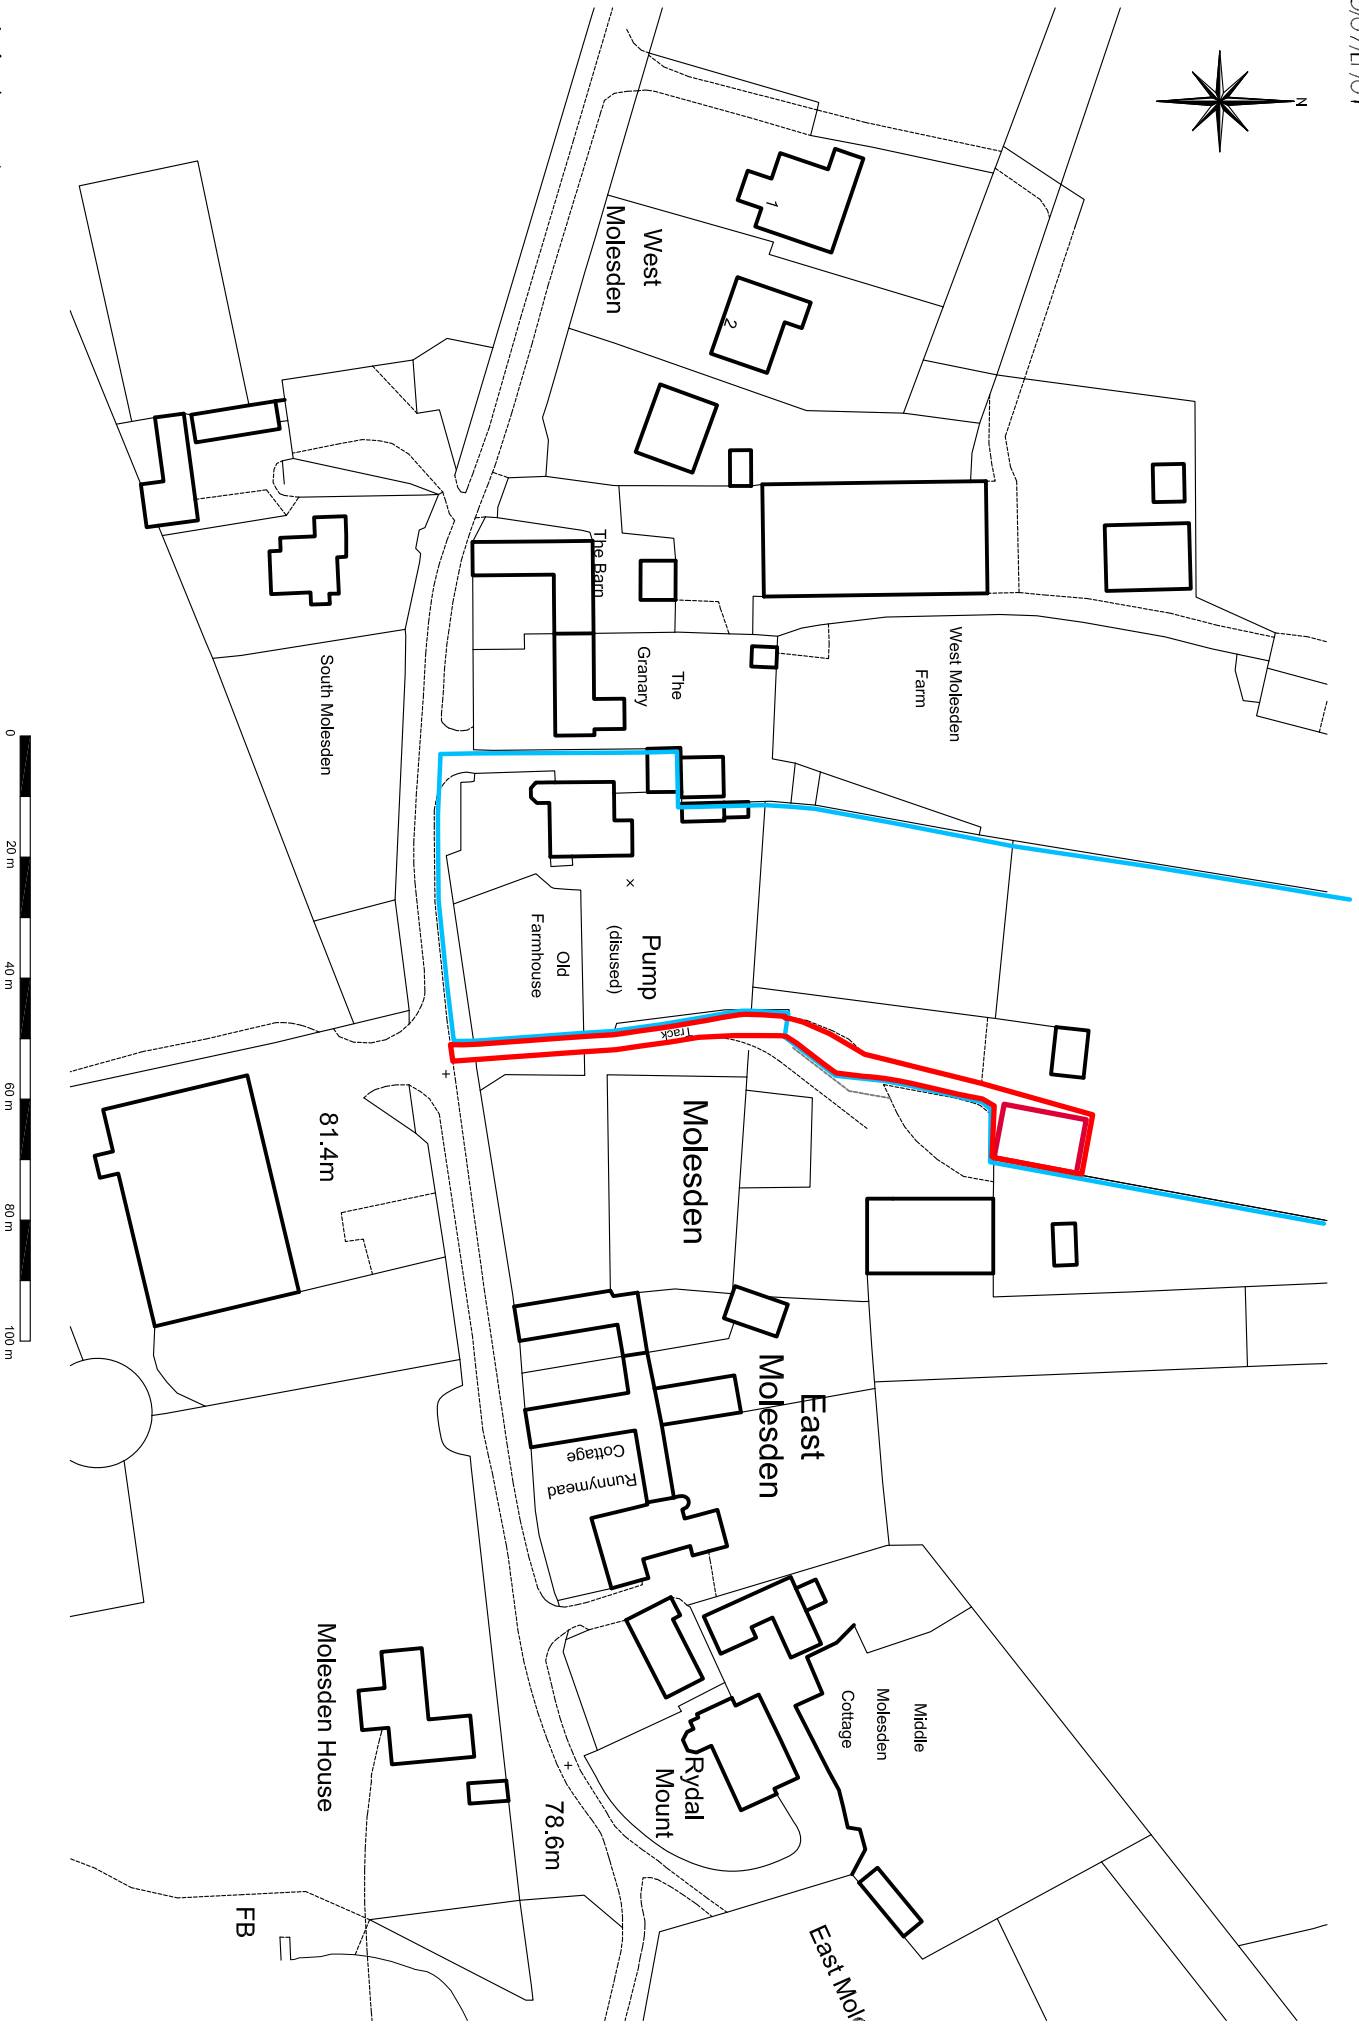 N
1
2
West
Molesden
The Barn
The
Granary
West Molesden
Farm
South Molesden
Pump
(disused)
Old
Farmhouse
Track
Molesden
81.4m
East
Molesden
Runnymead
Cottage
Middle
Molesden
Cottage
Rydal
Mount
Molesden House
78.6m
FB
0
20 m
40 m
60 m
80 m
100 m